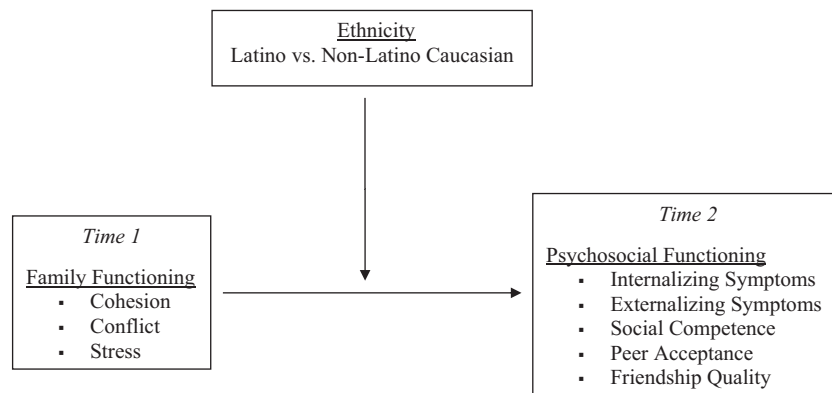 Ethnicity
Latino vs. Non-Latino Caucasian
Time 1
Family Functioning
▪ Cohesion
▪ Conflict
▪ Stress
Time 2
Psychosocial Functioning
▪ Internalizing Symptoms
▪ Externalizing Symptoms
▪ Social Competence
▪ Peer Acceptance
▪ Friendship Quality